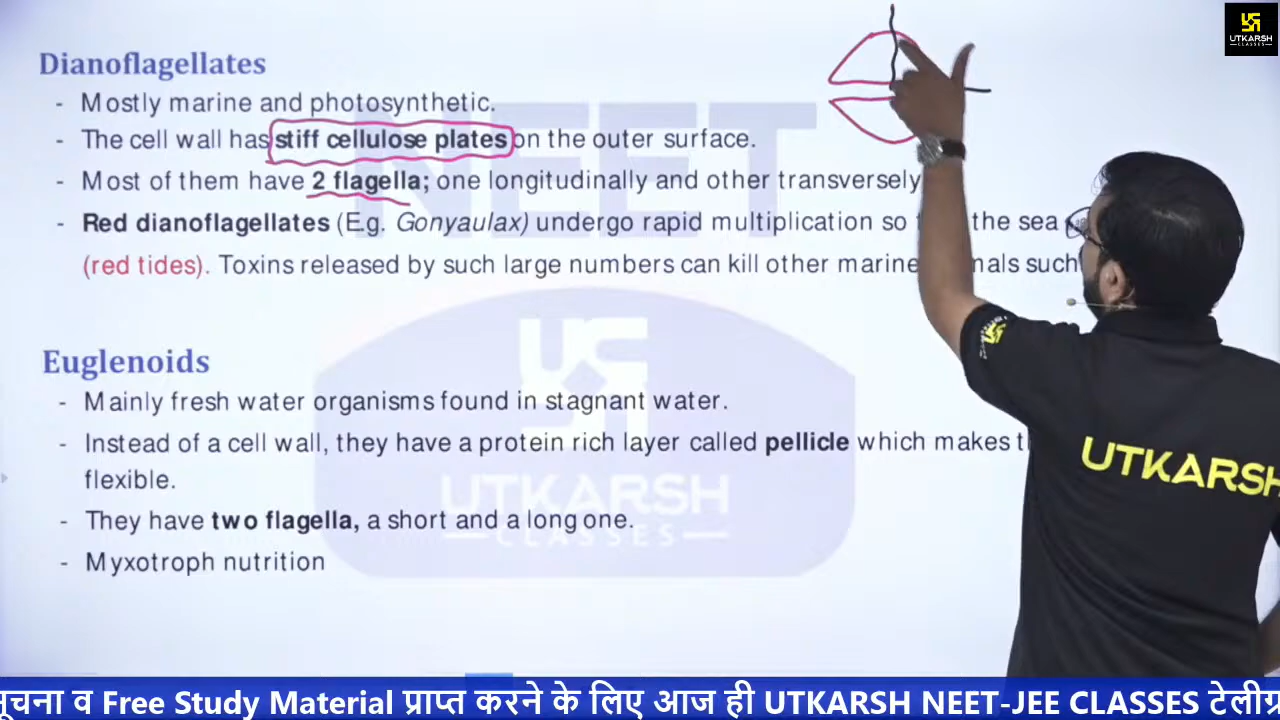 UTKARSH
CLASSES
Dianoflagellates
- Mostly marine and photosynthetic.
- The cell wall has stiff cellulose plates on the outer surface.
- Most of them have 2 flagella; one longitudinally and other transversely
- Red dianoflagellates (E.g. Gonyaulax) undergo rapid multiplication so the sea
(red tides). Toxins released by such large numbers can kill other marine such
NEET
Euglenoids
- Mainly fresh water organisms found in stagnant water.
- Instead of a cell wall, they have a protein rich layer called pellicle which makes
flexible.
- They have two flagella, a short and a long one.
- Myxotroph nutrition
UTKARSH
CLASSES
UTKARSH
व Free Study Material प्राप्त करने के लिए आज ही UTKARSH NEET-JEE CLASSES